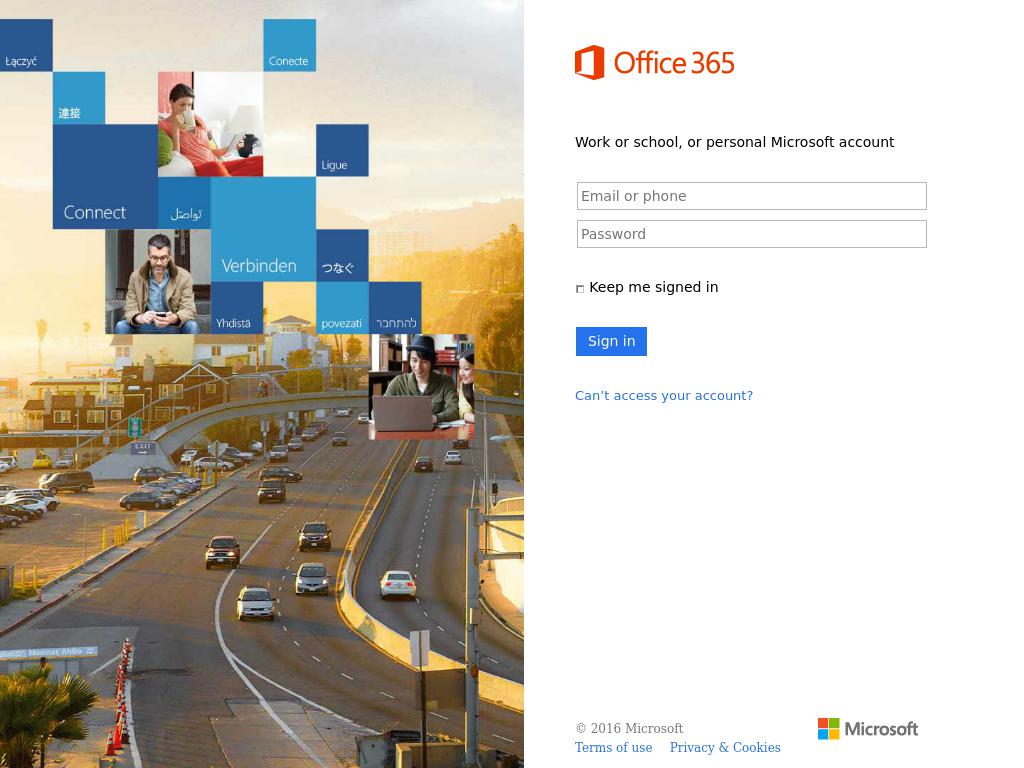 Łączyć
Conecte
連接
Ligue
Connect
تواصّل
Verbinden
つなぐ
Yhdistä
povezati
להתחבר
EXIT
Office 365
Work or school, or personal Microsoft account
Email or phone
Password
Keep me signed in
Sign in
Can't access your account?
© 2016 Microsoft
Terms of use Privacy & Cookies
Microsoft